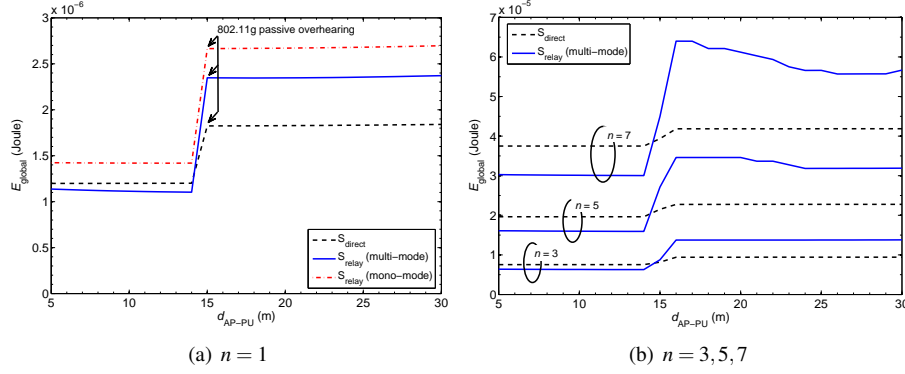 x 10⁻⁶
3
2.5
2
1.5
1
0.5
0
5
10
15
20
25
30
E_global (Joule)
d_AP−PU (m)
802.11g passive overhearing
S_direct
S_relay (multi−mode)
S_relay (mono−mode)
(a) n = 1
x 10⁻⁵
7
6
5
4
3
2
1
0
5
10
15
20
25
30
E_global (Joule)
d_AP−PU (m)
S_direct
S_relay (multi−mode)
n = 7
n = 5
n = 3
(b) n = 3,5,7